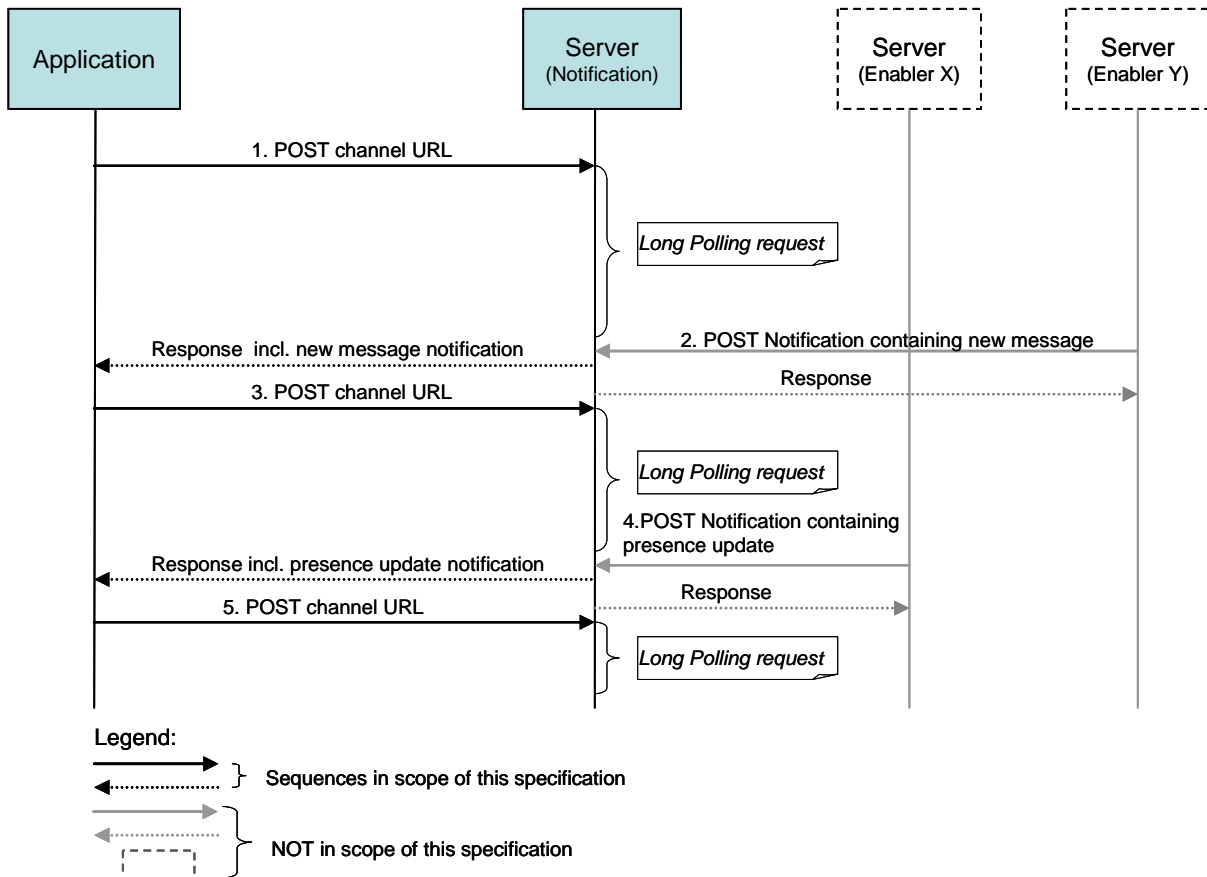 Application
Server
(Notification)
Server
(Enabler X)
Server
(Enabler Y)
1. POST channel URL
Long Polling request
2. POST Notification containing new message
Response incl. new message notification
Response
3. POST channel URL
Long Polling request
4.POST Notification containing
presence update
Response incl. presence update notification
Response
5. POST channel URL
Long Polling request
Legend:
Sequences in scope of this specification
NOT in scope of this specification